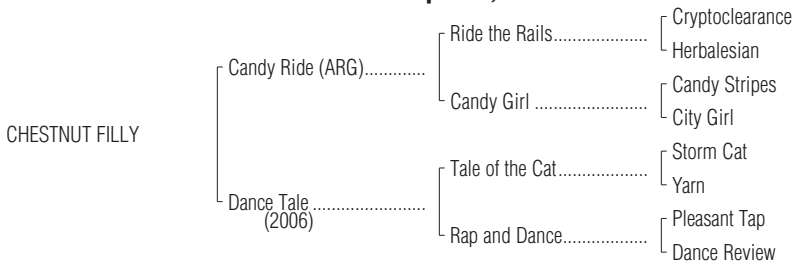 Cryptoclearance
Ride the Rails....................
Herbalesian
Candy Ride (ARG).............
Candy Stripes
Candy Girl ........................
City Girl
CHESTNUT FILLY
Storm Cat
Tale of the Cat...................
Yarn
Dance Tale ........................
(2006)
Pleasant Tap
Rap and Dance..................
Dance Review